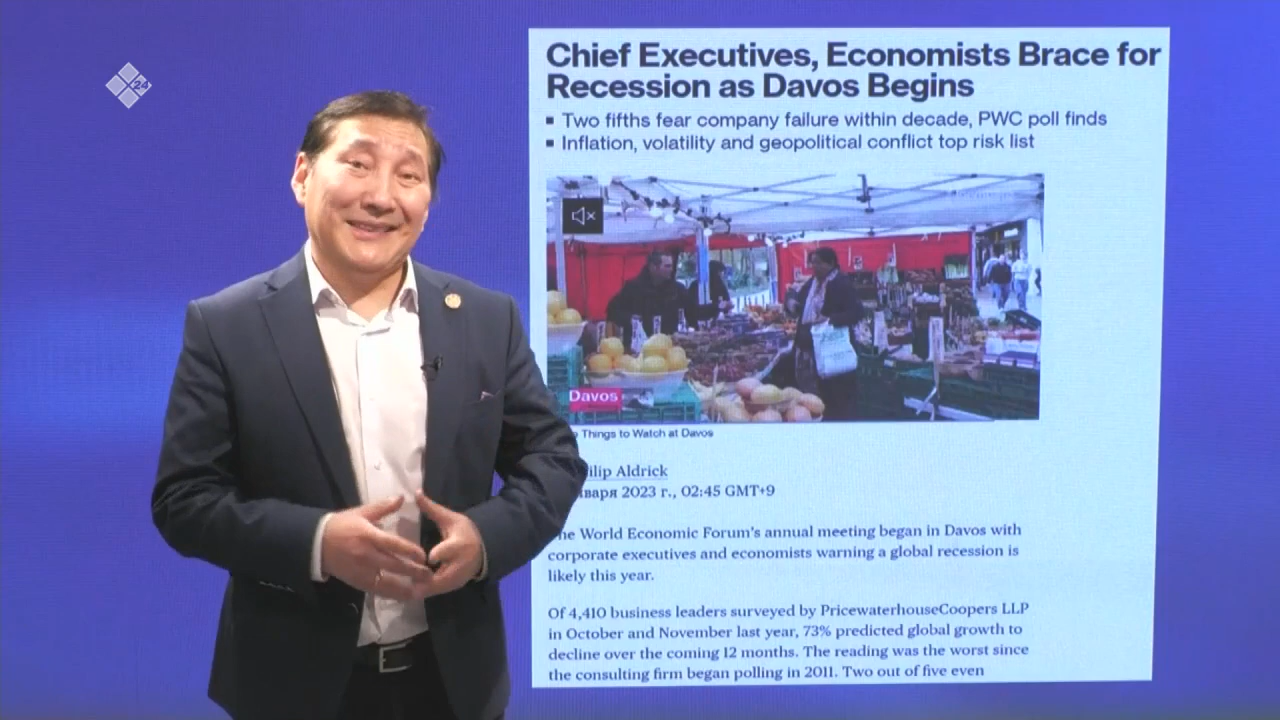 24
Chief Executives, Economists Brace for
Recession as Davos Begins
Two fifths fear company failure within decade, PWC poll finds
Inflation, volatility and geopolitical conflict top risk list
Davos
Things to Watch at Davos
ilip Aldrick
нваря 2023 г., 02:45 GMT+9
he World Economic Forum's annual meeting began in Davos with
corporate executives and economists warning a global recession is
likely this year.
Of 4,410 business leaders surveyed by PricewaterhouseCoopers LLP
in October and November last year, 73% predicted global growth to
decline over the coming 12 months. The reading was the worst since
the consulting firm began polling in 2011. Two out of five even